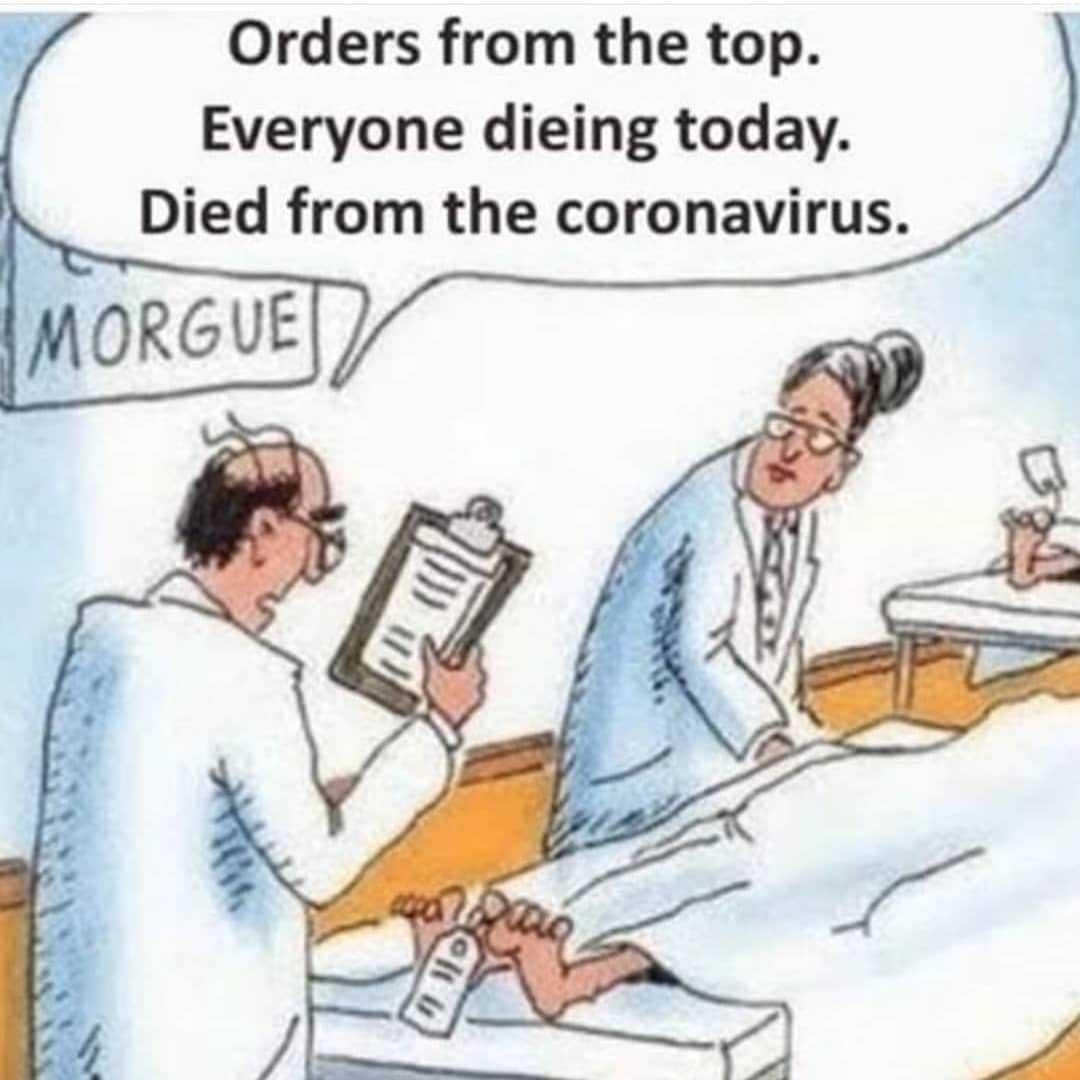 Orders from the top.
Everyone dieing today.
Died from the coronavirus.
MORGUE